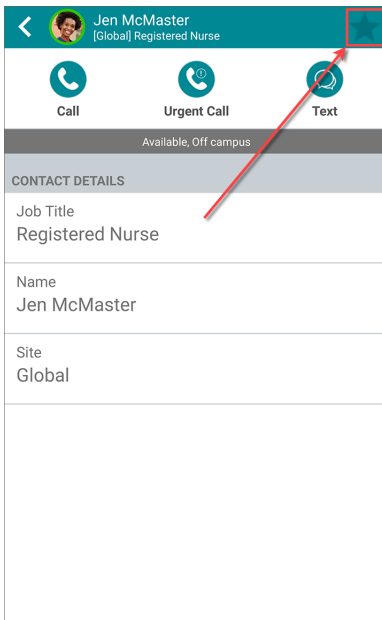 Jen McMaster
[Global] Registered Nurse
Call
Urgent Call
Text
Available, Off campus
CONTACT DETAILS
Job Title
Registered Nurse
Name
Jen McMaster
Site
Global